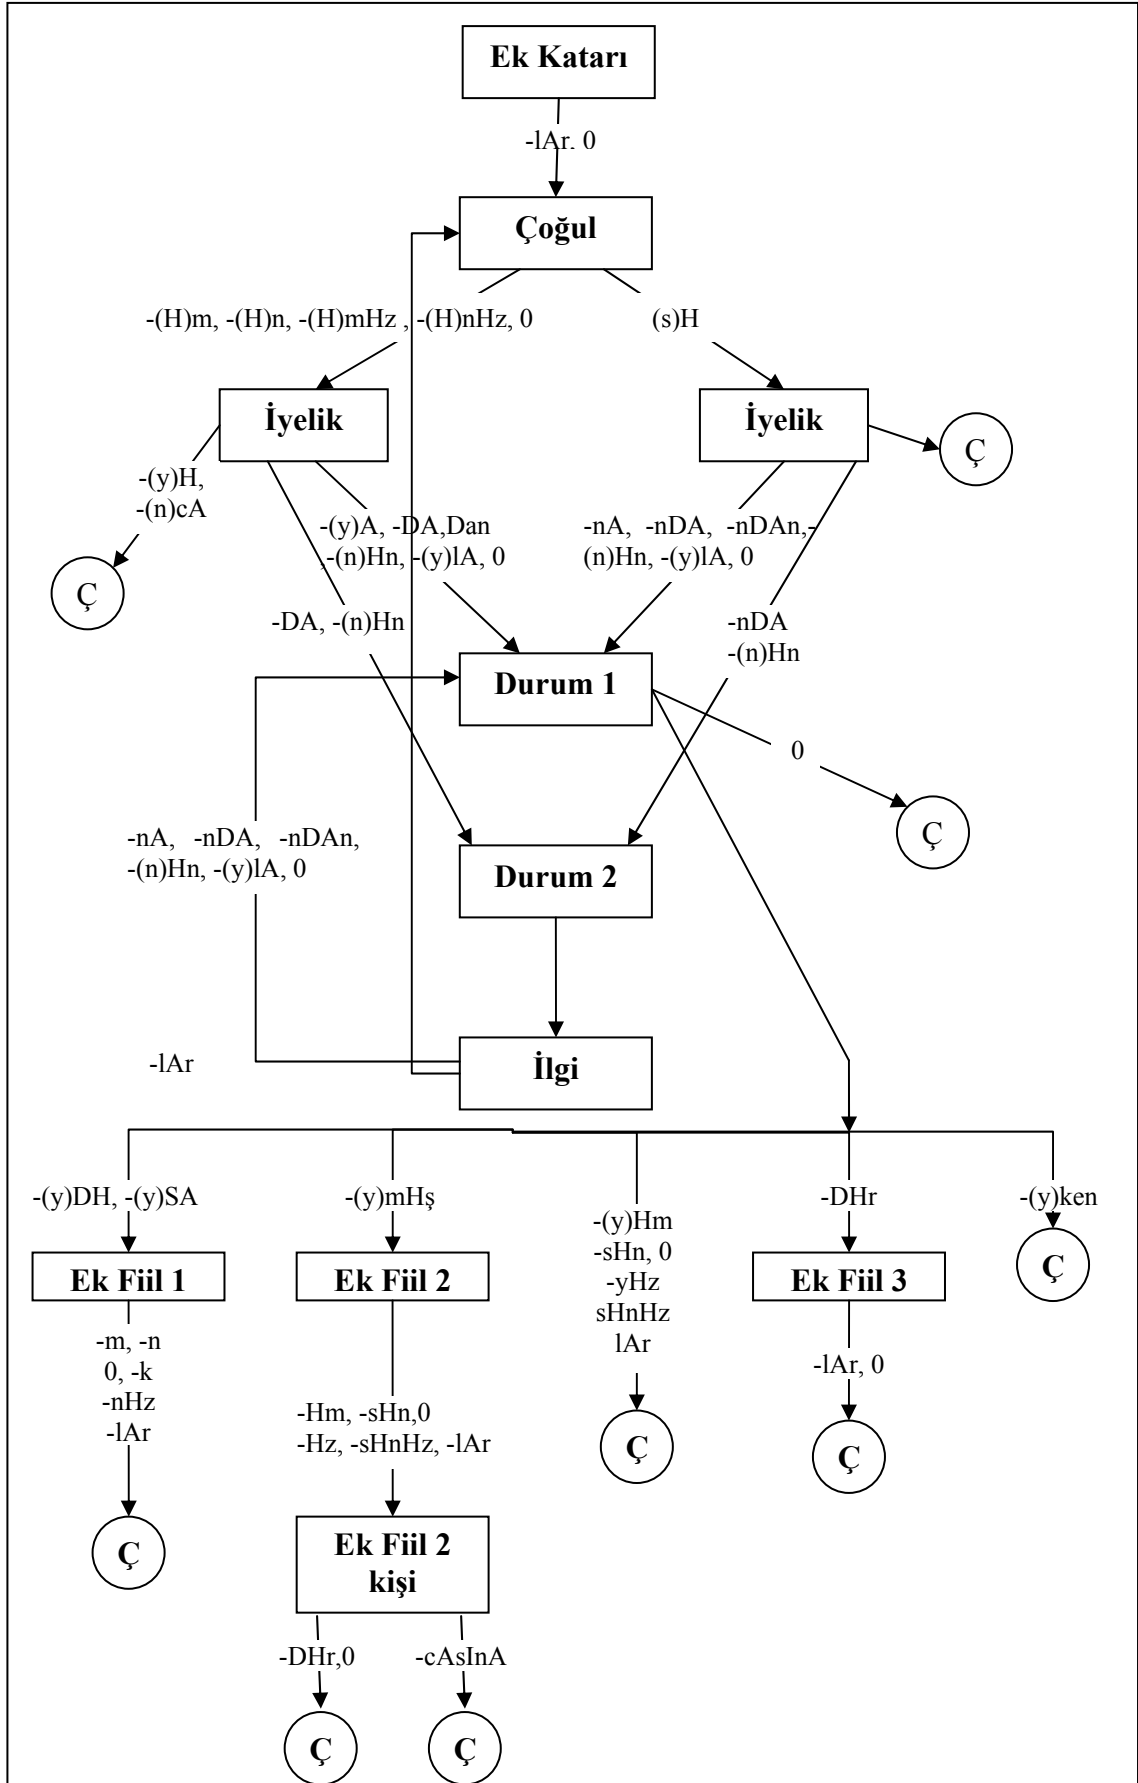 Ek Katarı
-lAr. 0
Çoğul
-(H)m, -(H)n, -(H)mHz , -(H)nHz, 0
(s)H
İyelik
İyelik
Ç
-(y)H,
-(n)cA
Ç
-(y)A, -DA,Dan
,-(n)Hn, -(y)lA, 0
-nA, -nDA, -nDAn,-
(n)Hn, -(y)lA, 0
-DA, -(n)Hn
-nDA
-(n)Hn
Durum 1
0
Ç
-nA, -nDA, -nDAn,
-(n)Hn, -(y)lA, 0
Durum 2
-lAr
İlgi
-(y)DH, -(y)SA
-(y)mHş
-(y)Hm
-sHn, 0
-yHz
sHnHz
lAr
-DHr
-(y)ken
Ek Fiil 1
Ek Fiil 2
Ek Fiil 3
Ç
-m, -n
0, -k
-nHz
-lAr
-Hm, -sHn,0
-Hz, -sHnHz, -lAr
-lAr, 0
Ç
Ç
Ç
Ek Fiil 2
kişi
-DHr,0
-cAsInA
Ç
Ç